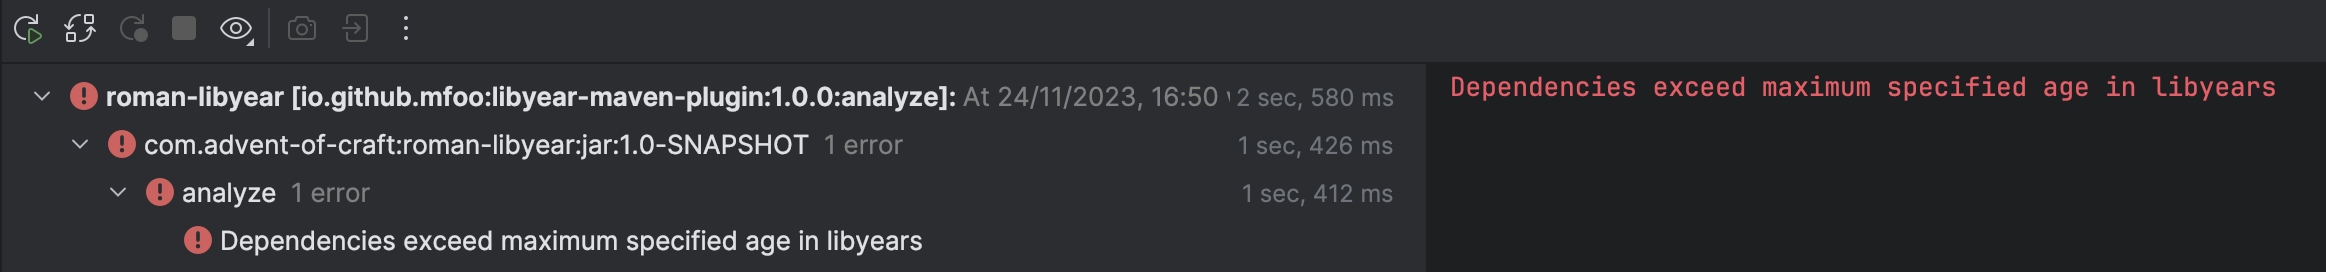 roman-libyear [io.github.mfoo:libyear-maven-plugin:1.0.0:analyze]: At 24/11/2023, 16:50 2 sec, 580 ms
Dependencies exceed maximum specified age in libyears
com.advent-of-craft:roman-libyear:jar:1.0-SNAPSHOT 1 error 1 sec, 426 ms
analyze 1 error 1 sec, 412 ms
Dependencies exceed maximum specified age in libyears